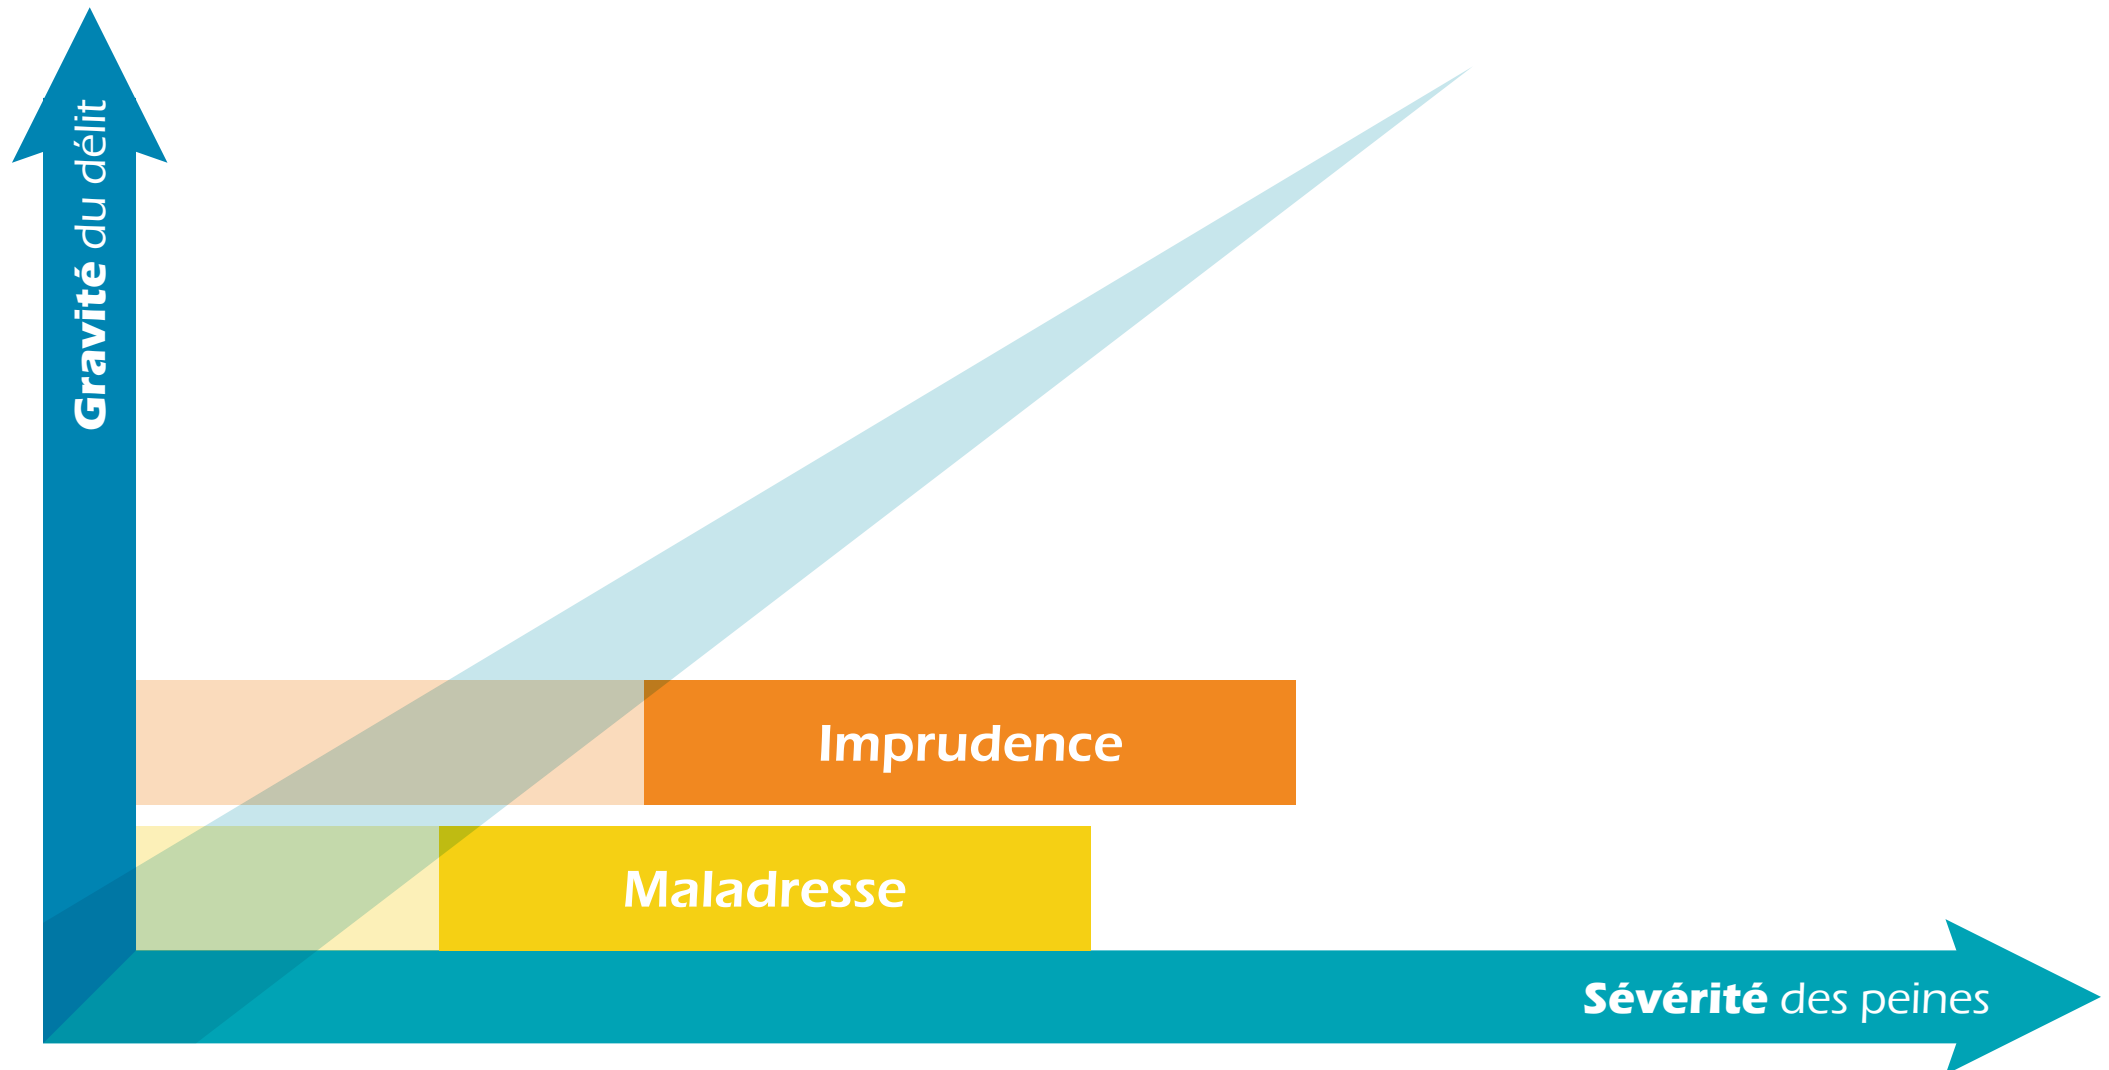 Gravité du délit
Imprudence
Maladresse
Sévérité des peines